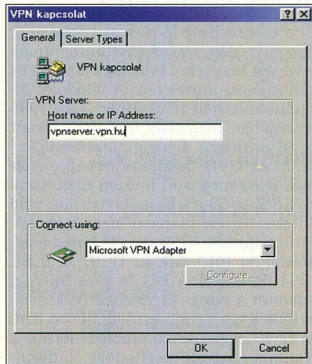 VPN kapcsolat
General
Server Types
VPN kapcsolat
VPN Server:
Host name or IP Address:
vpnserver.vpn.hu
Connect using:
Microsoft VPN Adapter
Configure...
OK
Cancel